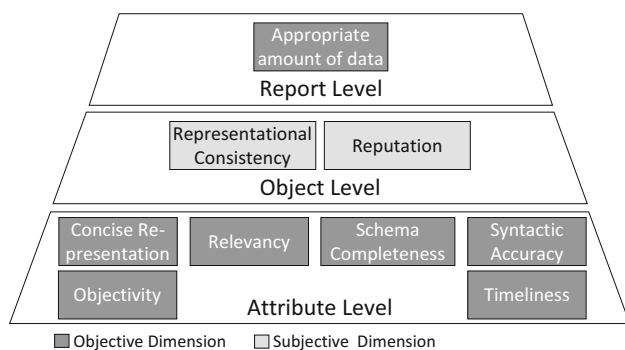 Appropriate
amount of data
Report Level
Representational
Consistency
Reputation
Object Level
Concise Re-
presentation
Relevancy
Schema
Completeness
Syntactic
Accuracy
Objectivity
Timeliness
Attribute Level
Objective Dimension
Subjective Dimension